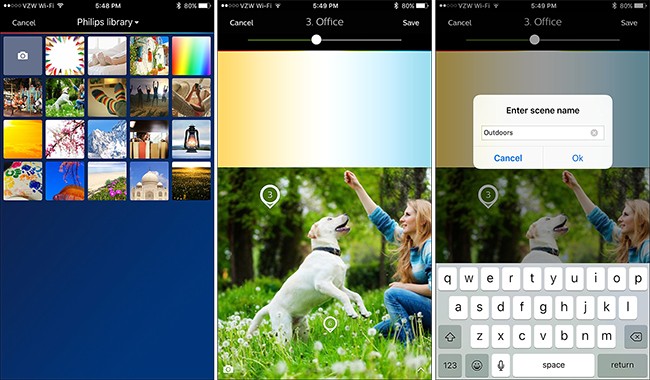 VZW Wi-Fi 5:48 PM 80%
Cancel Philips library
VZW Wi-Fi 5:49 PM 80%
Cancel 3. Office Save
3
VZW Wi-Fi 5:49 PM 80%
Cancel 3. Office Save
Enter scene name
Outdoors
Cancel Ok
3
q w e r t y u i o p
a s d f g h j k l
z x c v b n m
123 space return